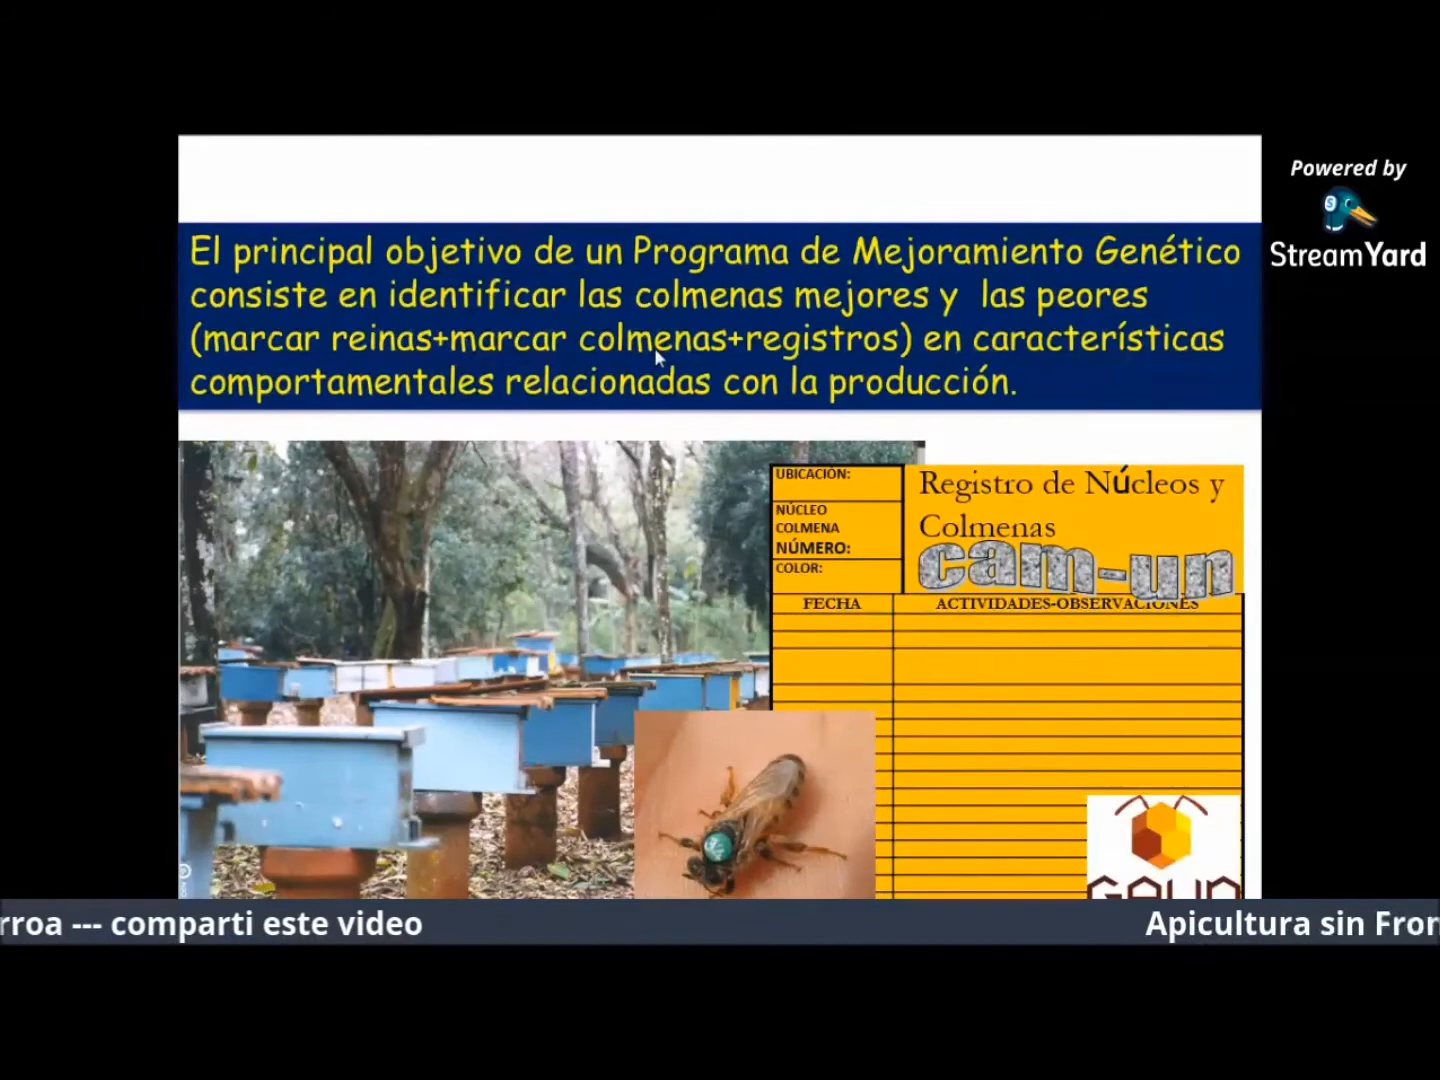 Powered by
StreamYard
El principal objetivo de un Programa de Mejoramiento Genético
consiste en identificar las colmenas mejores y las peores
(marcar reinas+marcar colmenas+registros) en características
comportamentales relacionadas con la producción.
UBICACIÓN:
NÚCLEO
COLMENA
NÚMERO:
COLOR:
Registro de Núcleos y
Colmenas
cam-un
FECHA
ACTIVIDADES-OBSERVACIONES
rroa --- comparti este video
Apicultura sin Fron